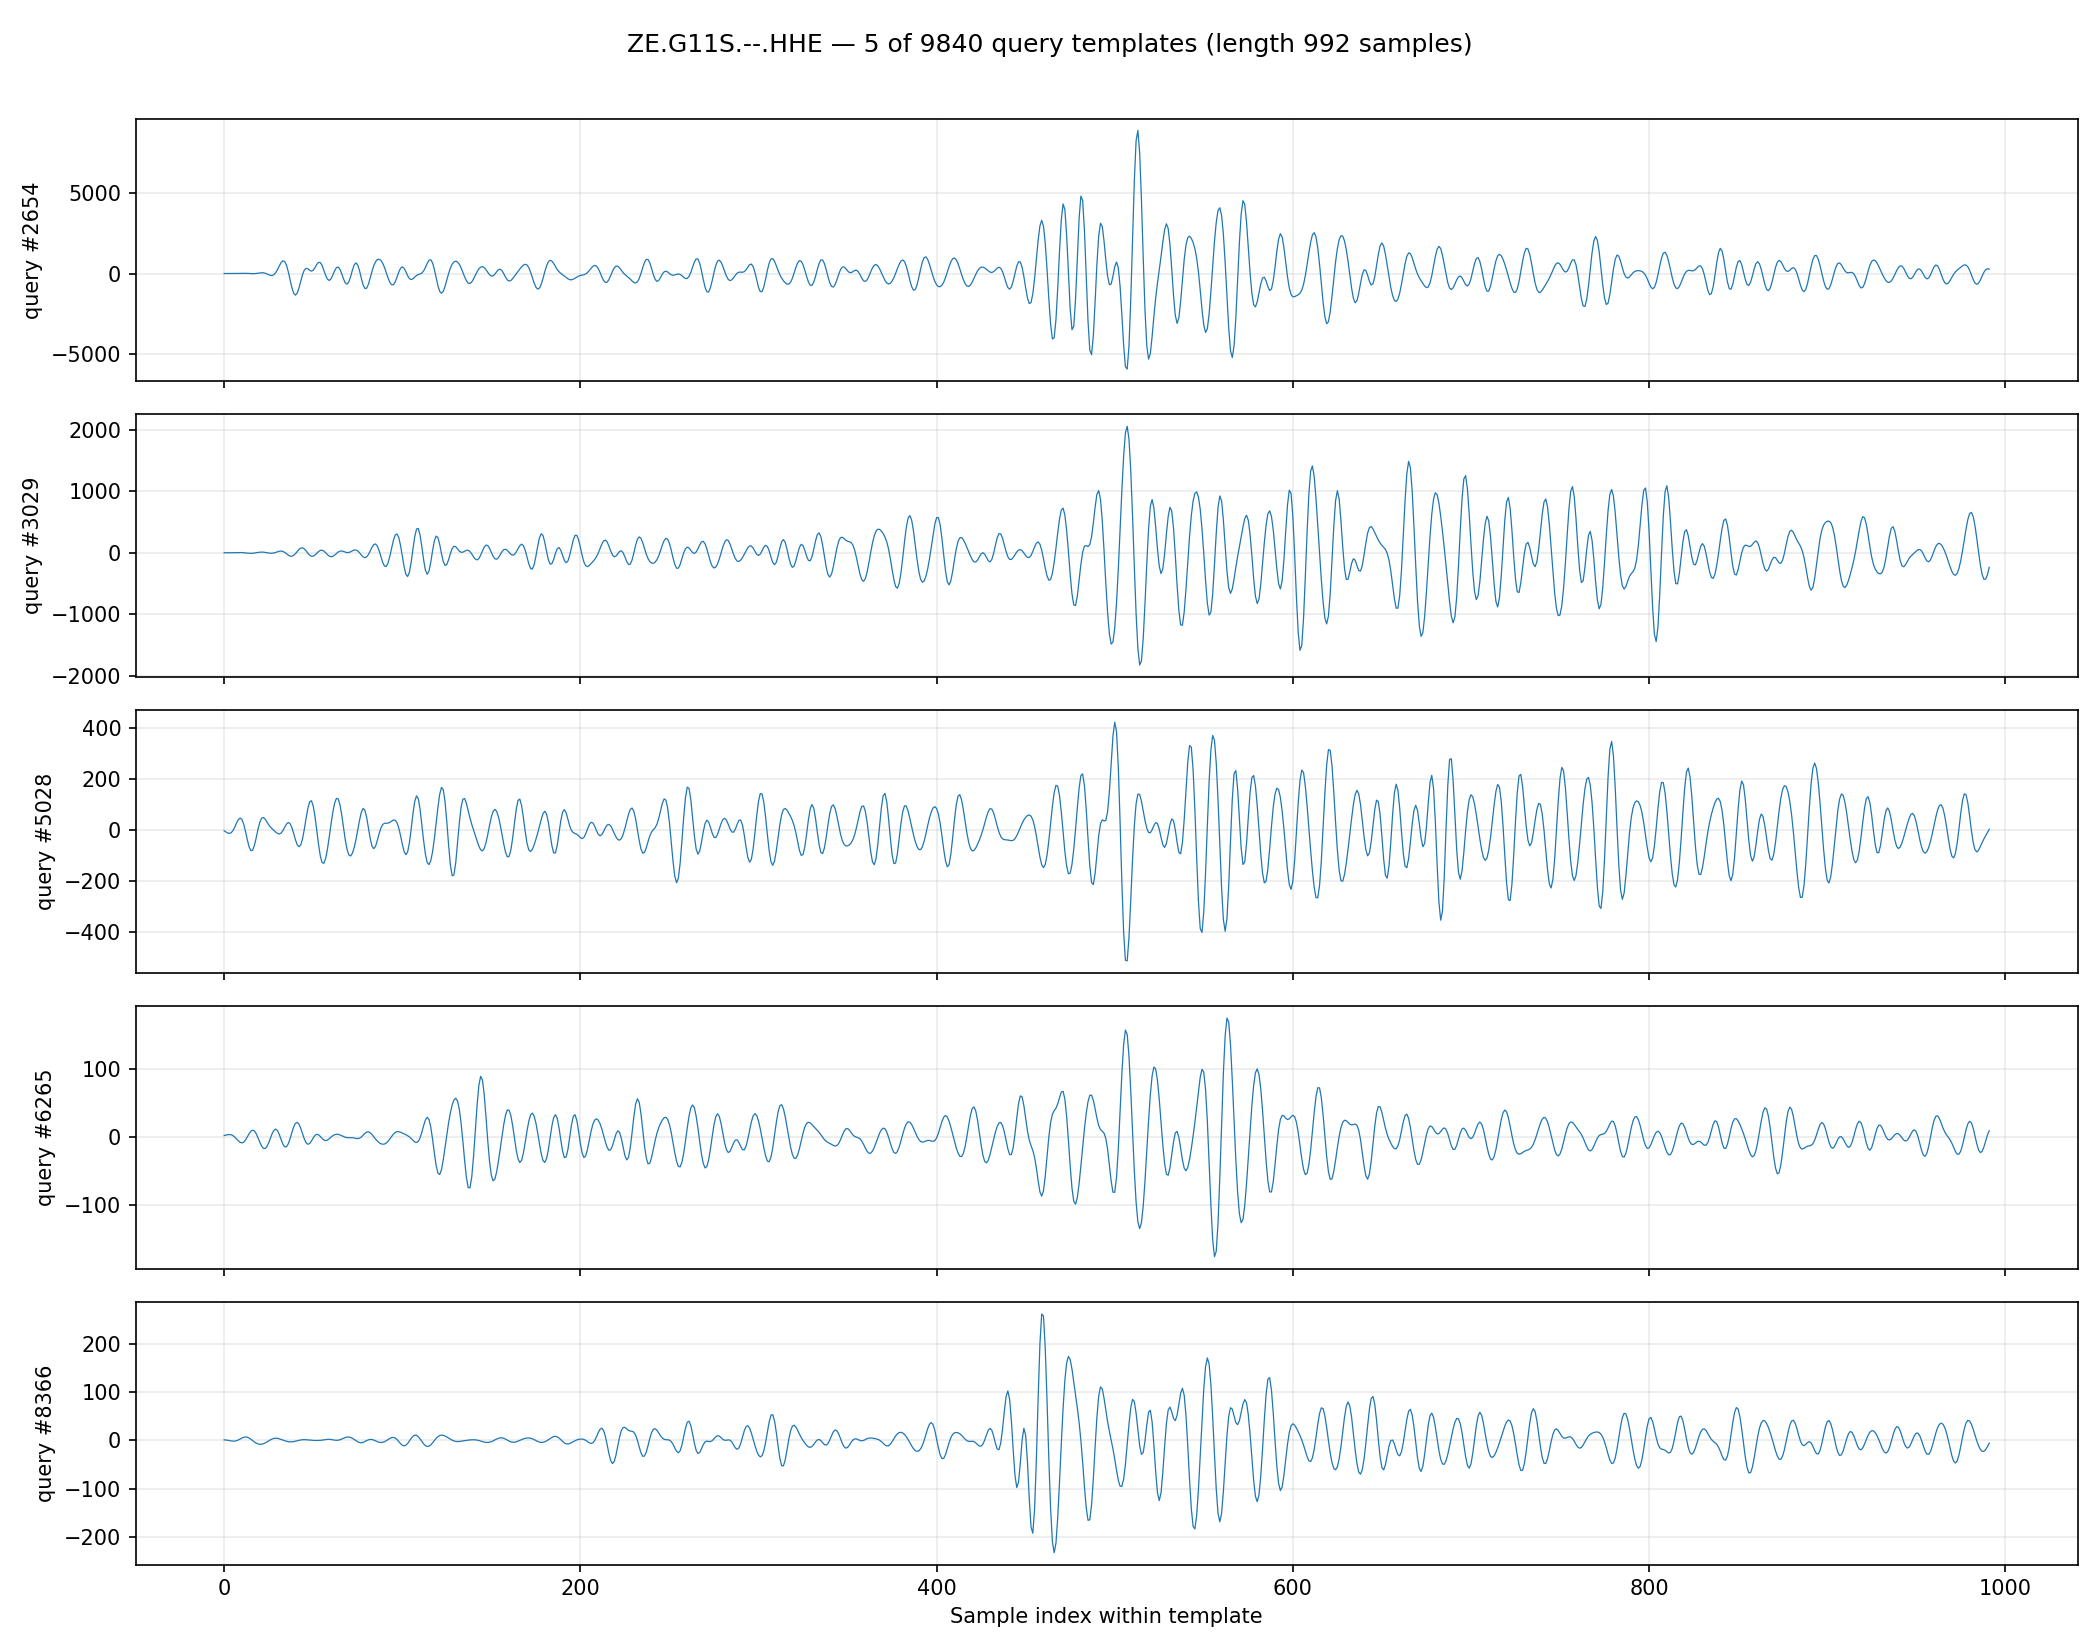 ZE.G11S.--.HHE — 5 of 9840 query templates (length 992 samples)
query #2654
5000
0
−5000
query #3029
2000
1000
0
−1000
−2000
query #5028
400
200
0
−200
−400
query #6265
100
0
−100
query #8366
200
100
0
−100
−200
0 200 400 600 800 1000
Sample index within template